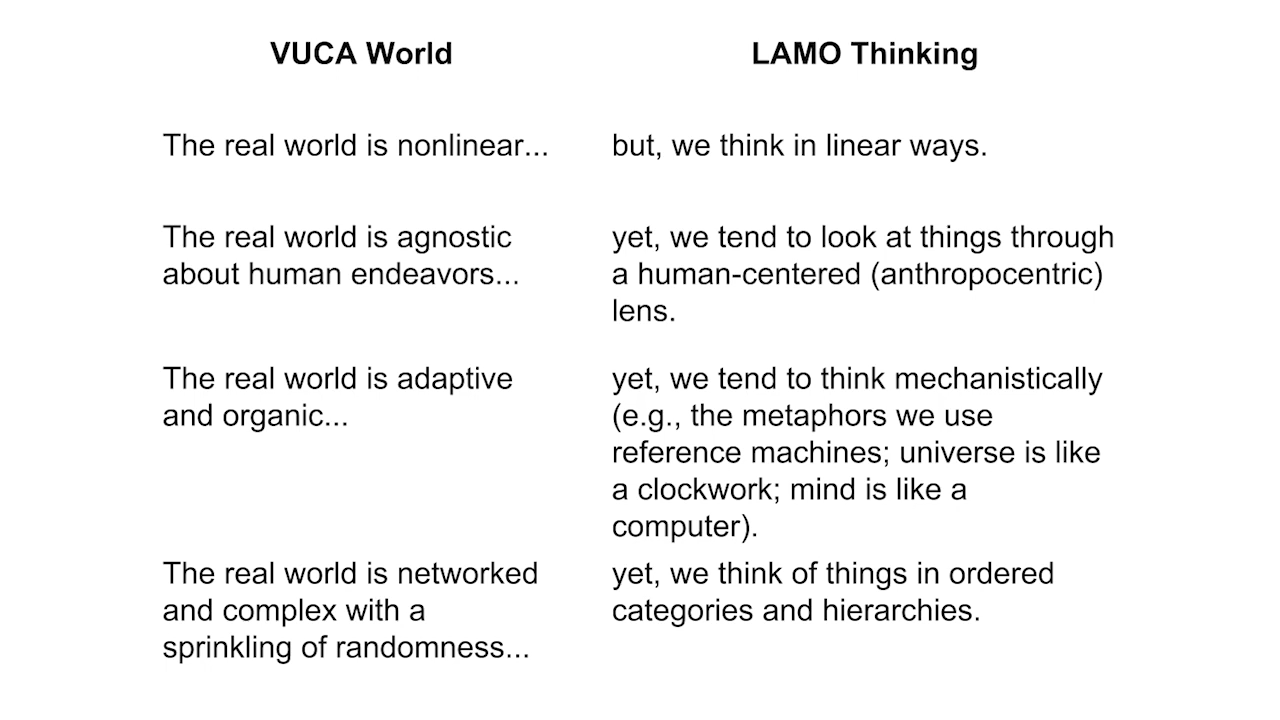 VUCA World
LAMO Thinking
The real world is nonlinear...
but, we think in linear ways.
The real world is agnostic
about human endeavors...
yet, we tend to look at things through
a human-centered (anthropocentric)
lens.
The real world is adaptive
and organic...
yet, we tend to think mechanistically
(e.g., the metaphors we use
reference machines; universe is like
a clockwork; mind is like a
computer).
The real world is networked
and complex with a
sprinkling of randomness...
yet, we think of things in ordered
categories and hierarchies.